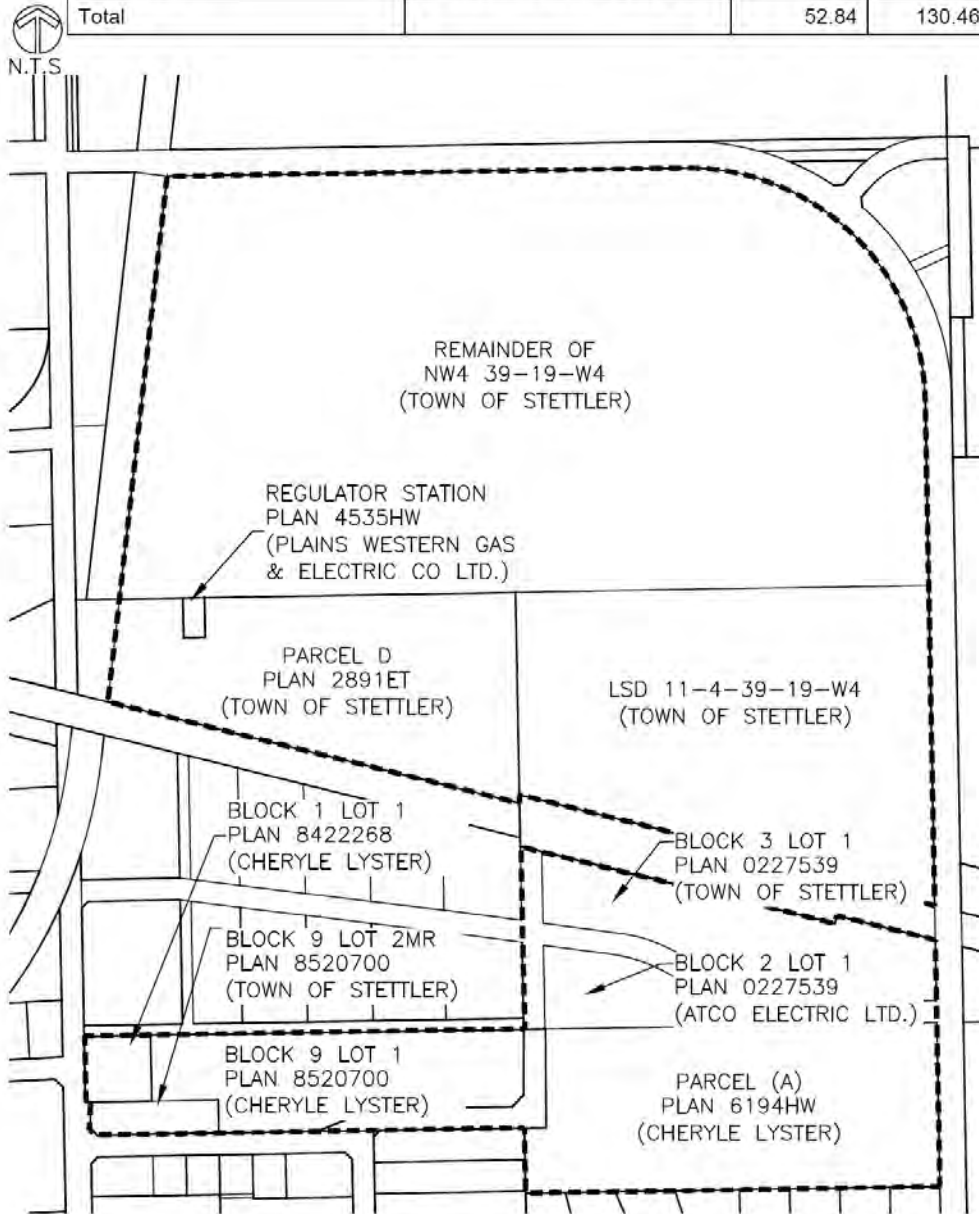 Total 52.84 130.46
N.T.S
REMAINDER OF
NW4 39-19-W4
(TOWN OF STETTLER)
REGULATOR STATION
PLAN 4535HW
(PLAINS WESTERN GAS
& ELECTRIC CO LTD.)
PARCEL D
PLAN 2891ET
(TOWN OF STETTLER)
LSD 11-4-39-19-W4
(TOWN OF STETTLER)
BLOCK 1 LOT 1
PLAN 8422268
(CHERYLE LYSTER)
BLOCK 3 LOT 1
PLAN 0227539
(TOWN OF STETTLER)
BLOCK 9 LOT 2MR
PLAN 8520700
(TOWN OF STETTLER)
BLOCK 2 LOT 1
PLAN 0227539
(ATCO ELECTRIC LTD.)
BLOCK 9 LOT 1
PLAN 8520700
(CHERYLE LYSTER)
PARCEL (A)
PLAN 6194HW
(CHERYLE LYSTER)